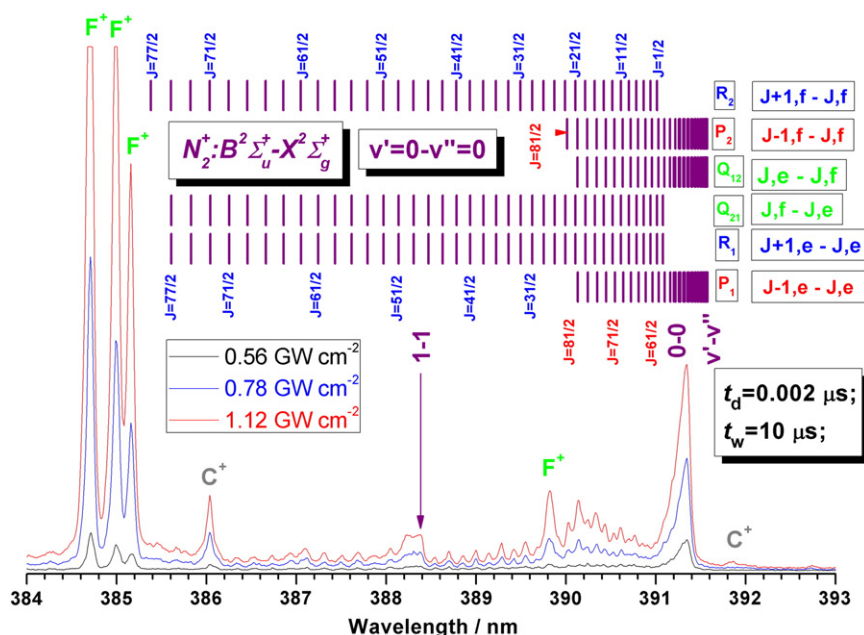 F⁺ F⁺
F⁺
J=77/2 J=71/2 J=61/2 J=51/2 J=41/2 J=31/2 J=21/2 J=11/2 J=1/2
R₂ J+1,f - J,f
J=81/2
P₂ J-1,f - J,f
N₂⁺:B²Σᵤ⁺-X²Σg⁺ v'=0-v''=0
Q₁₂ J,e - J,f
Q₂₁ J,f - J,e
R₁ J+1,e - J,e
P₁ J-1,e - J,e
J=77/2 J=71/2 J=61/2 J=51/2 J=41/2 J=31/2
J=81/2 J=71/2 J=61/2
1-1
0-0
v'-v''
0.56 GW cm⁻²
0.78 GW cm⁻²
1.12 GW cm⁻²
t_d=0.002 μs;
t_w=10 μs;
C⁺
F⁺
C⁺
384 385 386 387 388 389 390 391 392 393
Wavelength / nm